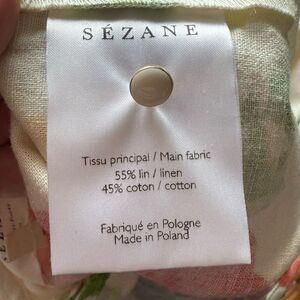 SÉZANE
Tissu principal / Main fabric
55% lin / linen
45% coton / cotton
Fabriqué en Pologne
Made in Poland